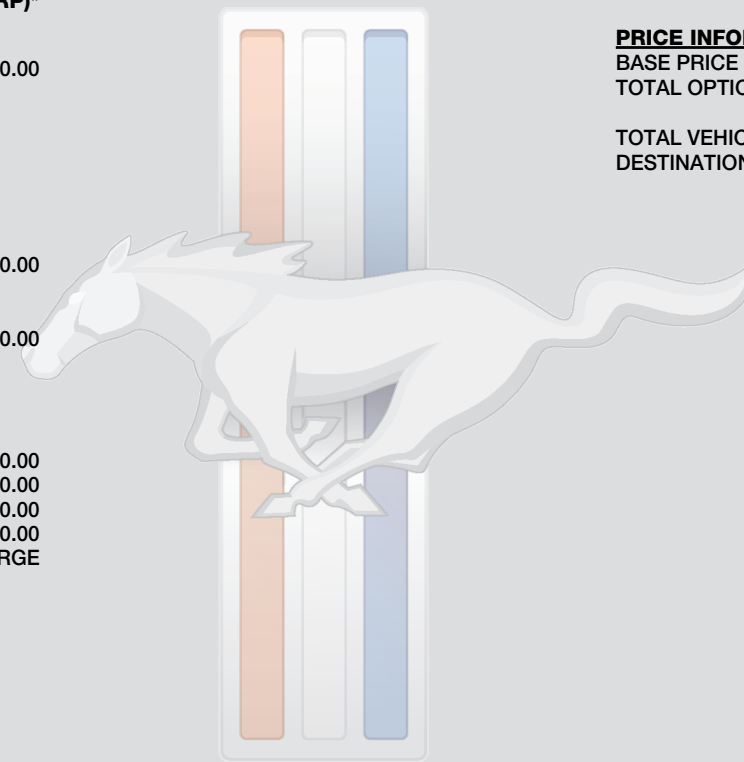 AP)*
0.00
0.00
0.00
0.00
0.00
0.00
0.00
RGE
PRICE INFO
BASE PRICE
TOTAL OPTIO
TOTAL VEHIC
DESTINATION